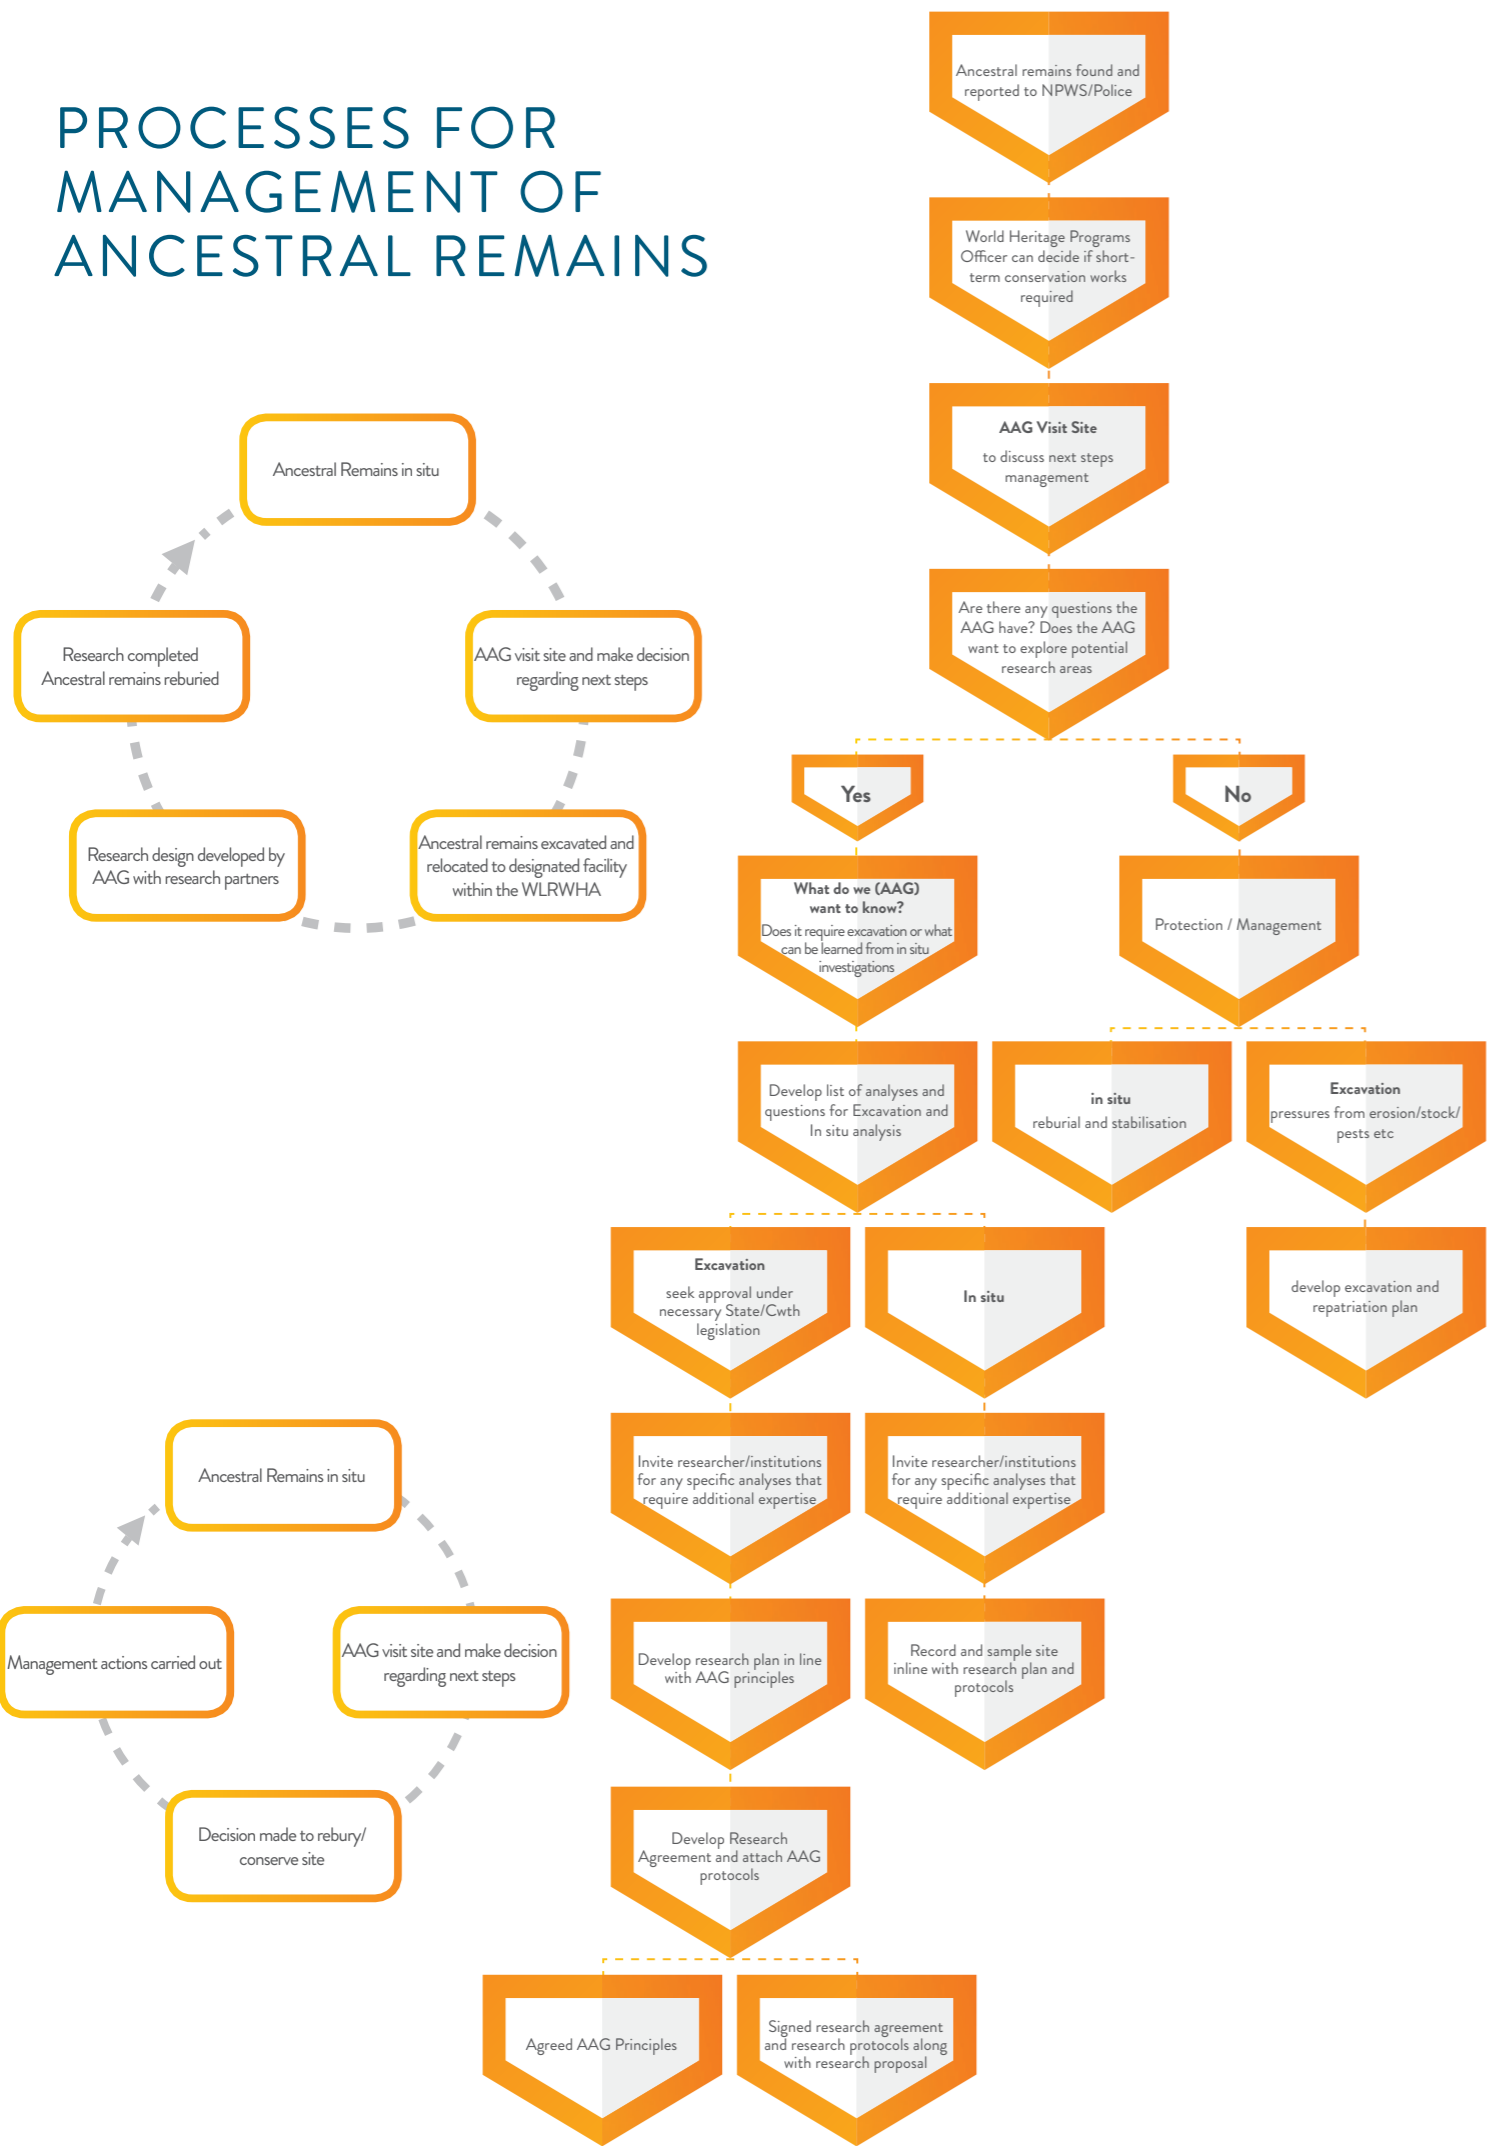 PROCESSES FOR
MANAGEMENT OF
ANCESTRAL REMAINS
Ancestral Remains in situ
AAG visit site and make decision
regarding next steps
Ancestral remains excavated and
relocated to designated facility
within the WLRWHA
Research design developed by
AAG with research partners
Research completed
Ancestral remains reburied
Ancestral Remains in situ
AAG visit site and make decision
regarding next steps
Decision made to rebury/
conserve site
Management actions carried out
Ancestral remains found and
reported to NPWS/Police
World Heritage Programs
Officer can decide if short-
term conservation works
required
AAG Visit Site
to discuss next steps
management
Are there any questions the
AAG have? Does the AAG
want to explore potential
research areas
Yes
What do we (AAG)
want to know?
Does it require excavation or what
can be learned from in situ
investigations
Develop list of analyses and
questions for Excavation and
In situ analysis
Excavation
seek approval under
necessary State/Cwth
legislation
Invite researcher/institutions
for any specific analyses that
require additional expertise
Develop research plan in line
with AAG principles
Develop Research
Agreement and attach AAG
protocols
Agreed AAG Principles
Signed research agreement
and research protocols along
with research proposal
In situ
Invite researcher/institutions
for any specific analyses that
require additional expertise
Record and sample site
inline with research plan and
protocols
No
Protection / Management
in situ
reburial and stabilisation
Excavation
pressures from erosion/stock/
pests etc
develop excavation and
repatriation plan